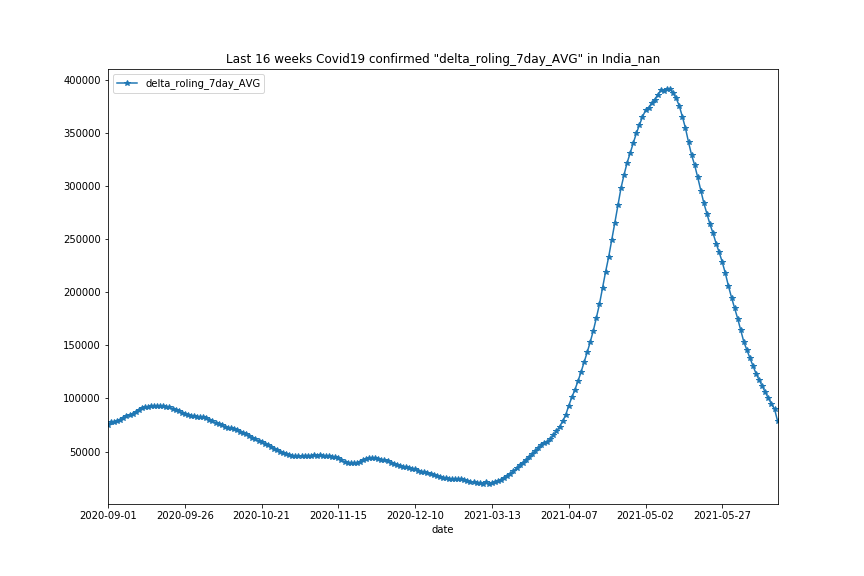 Last 16 weeks Covid19 confirmed "delta_roling_7day_AVG" in India_nan
delta_roling_7day_AVG
400000
350000
300000
250000
200000
150000
100000
50000
2020-09-01 2020-09-26 2020-10-21 2020-11-15 2020-12-10 2021-03-13 2021-04-07 2021-05-02 2021-05-27
date